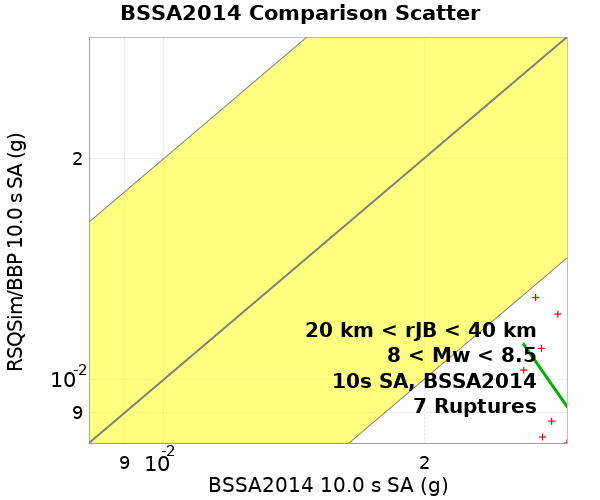 BSSA2014 Comparison Scatter
RSQSim/BBP 10.0 s SA (g)
2
10-2
9
20 km < rJB < 40 km
8 < Mw < 8.5
10s SA, BSSA2014
7 Ruptures
9 10-2 2
BSSA2014 10.0 s SA (g)